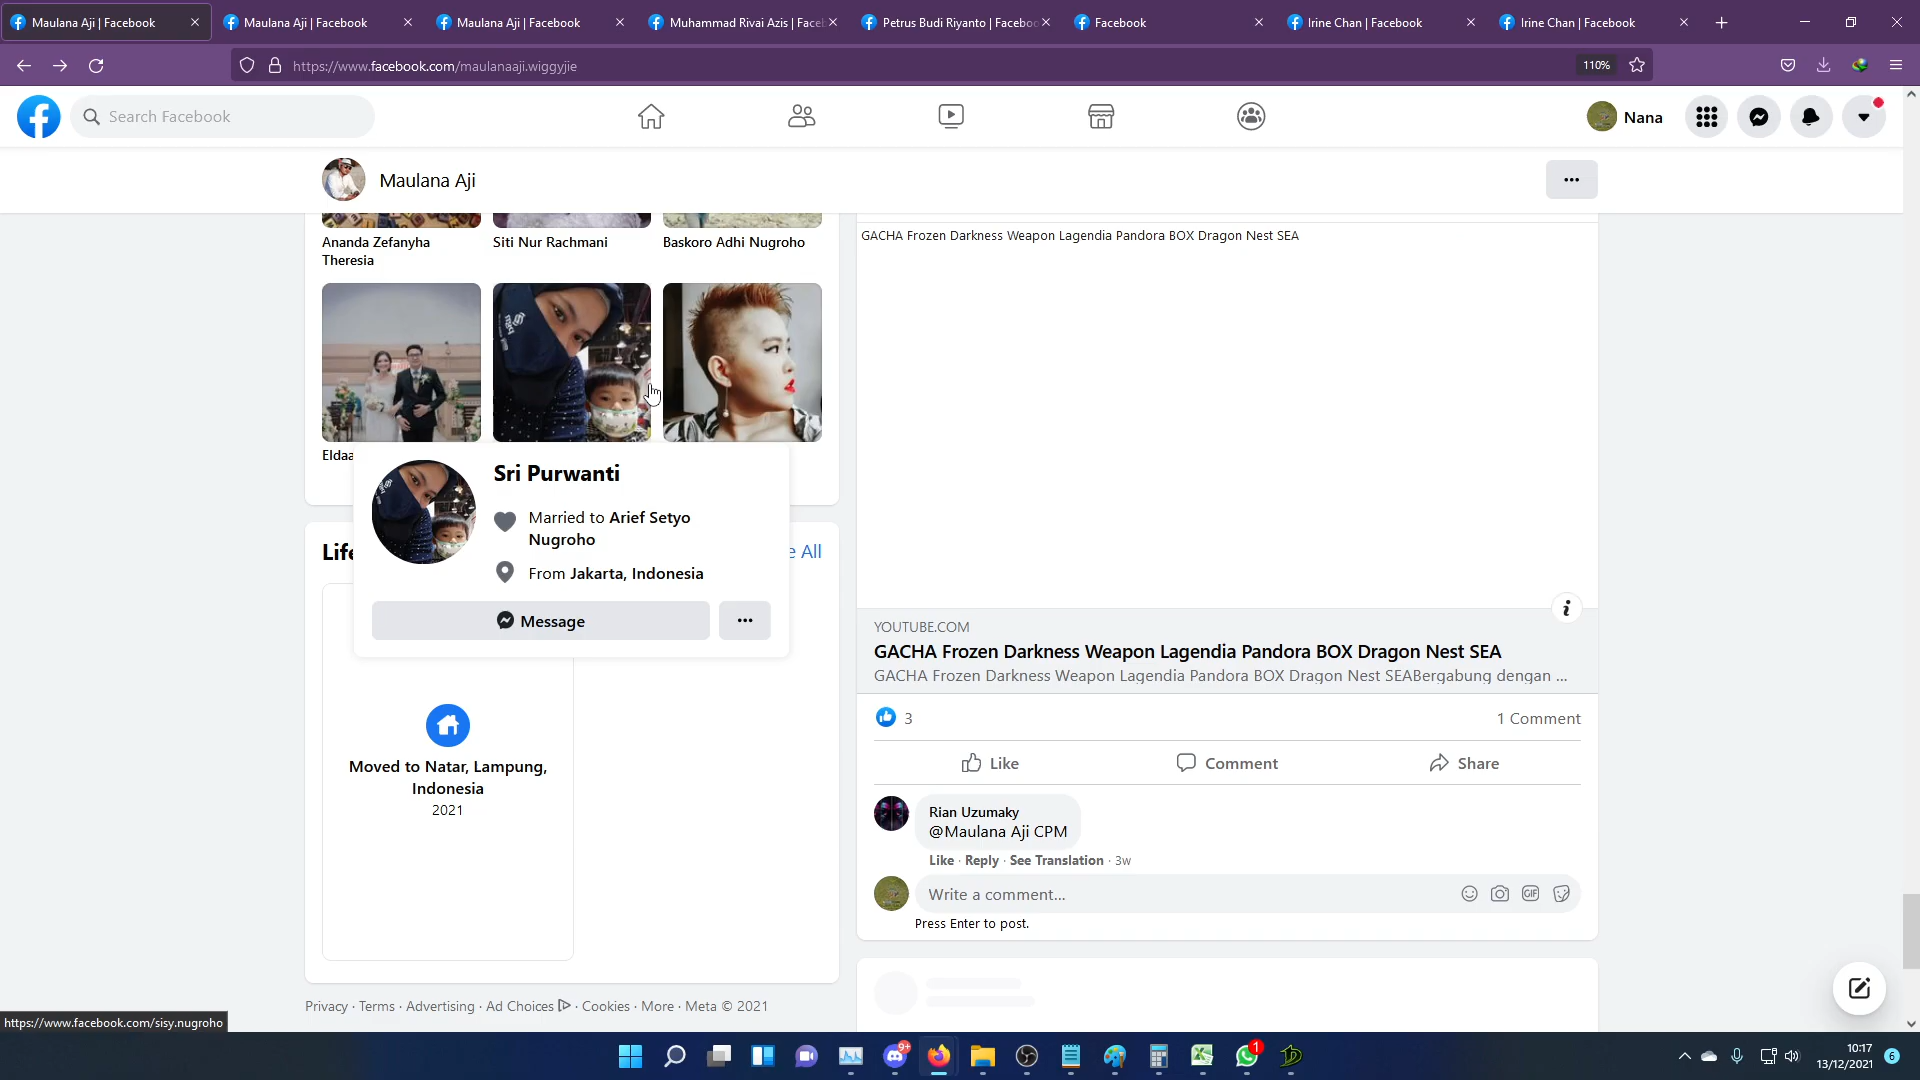 Maulana Aji | Facebook
Maulana Aji | Facebook
Maulana Aji | Facebook
Muhammad Rivai Azis | Faceb
Petrus Budi Riyanto | Faceboo
Facebook
Irine Chan | Facebook
Irine Chan | Facebook
https://www.facebook.com/maulanaaji.wiggyjie
110%
Search Facebook
Nana
Maulana Aji
Ananda Zefanyha
Theresia
Siti Nur Rachmani
Baskoro Adhi Nugroho
GACHA Frozen Darkness Weapon Lagendia Pandora BOX Dragon Nest SEA
Eldaa
Sri Purwanti
Married to Arief Setyo
Nugroho
From Jakarta, Indonesia
Message
Life
e All
Moved to Natar, Lampung,
Indonesia
2021
YOUTUBE.COM
GACHA Frozen Darkness Weapon Lagendia Pandora BOX Dragon Nest SEA
GACHA Frozen Darkness Weapon Lagendia Pandora BOX Dragon Nest SEABergabung dengan ...
3
1 Comment
Like
Comment
Share
Rian Uzumaky
@Maulana Aji CPM
Like · Reply · See Translation · 3w
Write a comment...
GIF
Press Enter to post.
Privacy · Terms · Advertising · Ad Choices · Cookies · More · Meta © 2021
https://www.facebook.com/sisy.nugroho
9+
1
10:17
13/12/2021
6